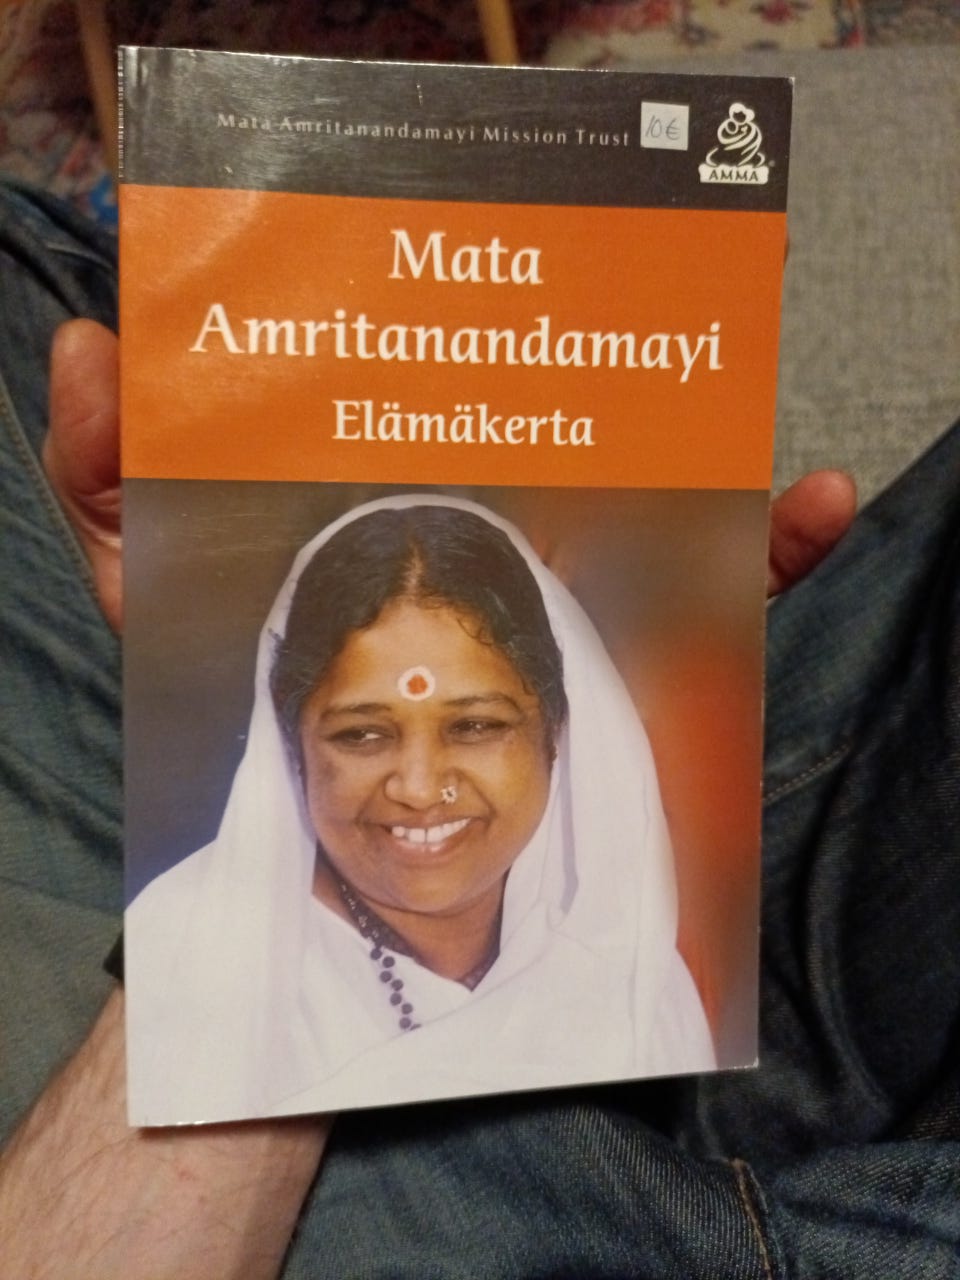 Mata Amritanandamayi Mission Trust
10€
AMMA
®
Mata
Amritanandamayi
Elämäkerta